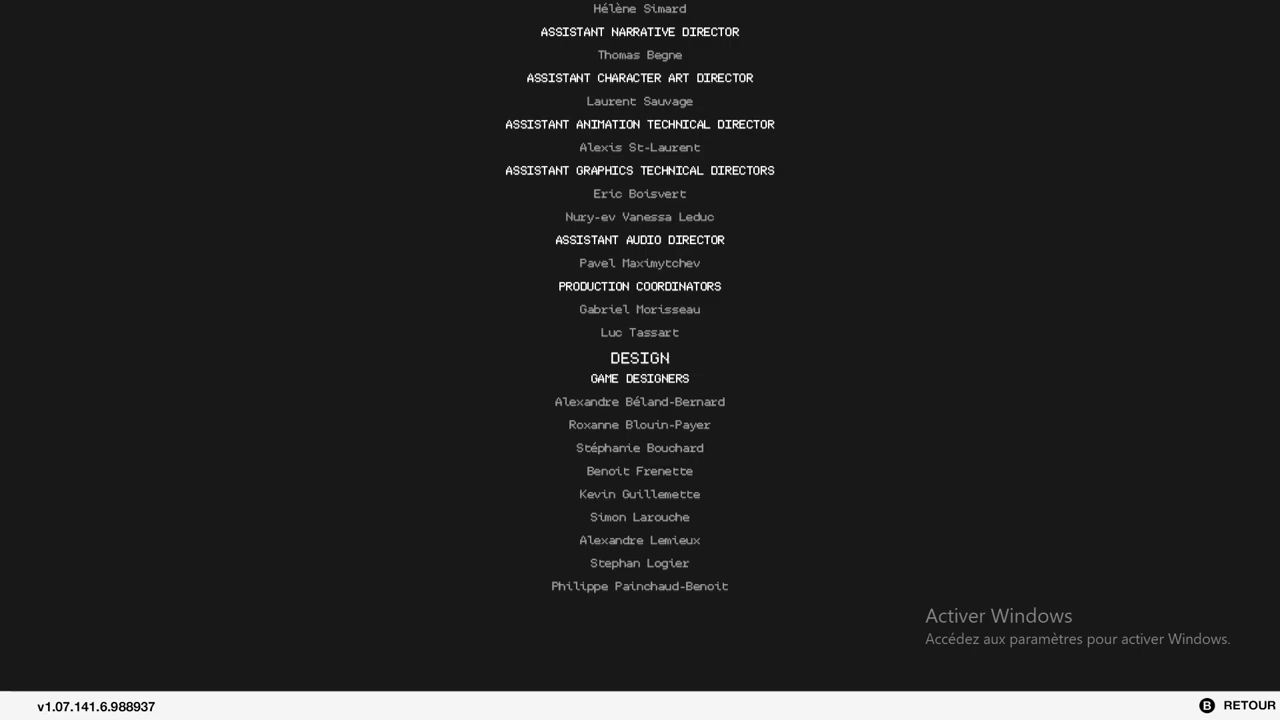 Hélène Simard
ASSISTANT NARRATIVE DIRECTOR
Thomas Begne
ASSISTANT CHARACTER ART DIRECTOR
Laurent Sauvage
ASSISTANT ANIMATION TECHNICAL DIRECTOR
Alexis St-Laurent
ASSISTANT GRAPHICS TECHNICAL DIRECTORS
Eric Boisvert
Nury-ev Vanessa Leduc
ASSISTANT AUDIO DIRECTOR
Pavel Maximytchev
PRODUCTION COORDINATORS
Gabriel Morisseau
Luc Tassart
DESIGN
GAME DESIGNERS
Alexandre Béland-Bernard
Roxanne Blouin-Payer
Stéphanie Bouchard
Benoit Frenette
Kevin Guillemette
Simon Larouche
Alexandre Lemieux
Stephan Logier
Philippe Painchaud-Benoit
Activer Windows
Accédez aux paramètres pour activer Windows.
v1.07.141.6.988937
B RETOUR